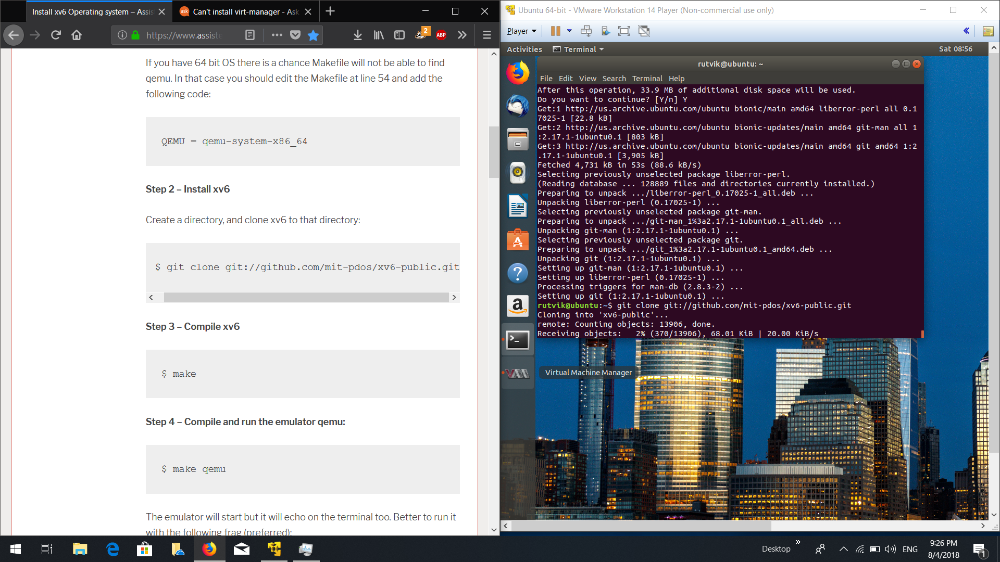 Install xv6 Operating system – Assis
Can't install virt-manager - Ask
https://www.assiste
2
ABP
If you have 64 bit OS there is a chance Makefile will not be able to find
qemu. In that case you should edit the Makefile at line 54 and add the
following code:
QEMU = qemu-system-x86_64
Step 2 – Install xv6
Create a directory, and clone xv6 to that directory:
$ git clone git://github.com/mit-pdos/xv6-public.git
Step 3 – Compile xv6
$ make
Step 4 – Compile and run the emulator qemu:
$ make qemu
The emulator will start but it will echo on the terminal too. Better to run it
with the following frag (preferred):
Ubuntu 64-bit - VMware Workstation 14 Player (Non-commercial use only)
Player
Activities
Terminal
Sat 08:56
rutvik@ubuntu: ~
File Edit View Search Terminal Help
After this operation, 33.9 MB of additional disk space will be used.
Do you want to continue? [Y/n] Y
Get:1 http://us.archive.ubuntu.com/ubuntu bionic/main amd64 liberror-perl all 0.1
7025-1 [22.8 kB]
Get:2 http://us.archive.ubuntu.com/ubuntu bionic-updates/main amd64 git-man all 1
:2.17.1-1ubuntu0.1 [803 kB]
Get:3 http://us.archive.ubuntu.com/ubuntu bionic-updates/main amd64 git amd64 1:2
.17.1-1ubuntu0.1 [3,905 kB]
Fetched 4,731 kB in 53s (88.6 kB/s)
Selecting previously unselected package liberror-perl.
(Reading database ... 128889 files and directories currently installed.)
Preparing to unpack .../liberror-perl_0.17025-1_all.deb ...
Unpacking liberror-perl (0.17025-1) ...
Selecting previously unselected package git-man.
Preparing to unpack .../git-man_1%3a2.17.1-1ubuntu0.1_all.deb ...
Unpacking git-man (1:2.17.1-1ubuntu0.1) ...
Selecting previously unselected package git.
Preparing to unpack .../git_1%3a2.17.1-1ubuntu0.1_amd64.deb ...
Unpacking git (1:2.17.1-1ubuntu0.1) ...
Setting up git-man (1:2.17.1-1ubuntu0.1) ...
Setting up liberror-perl (0.17025-1) ...
Processing triggers for man-db (2.8.3-2) ...
Setting up git (1:2.17.1-1ubuntu0.1) ...
rutvik@ubuntu:~$ git clone git://github.com/mit-pdos/xv6-public.git
Cloning into 'xv6-public'...
remote: Counting objects: 13906, done.
Receiving objects:   2% (370/13906), 68.01 KiB | 20.00 KiB/s
Virtual Machine Manager
Desktop
ENG
9:26 PM
8/4/2018
1